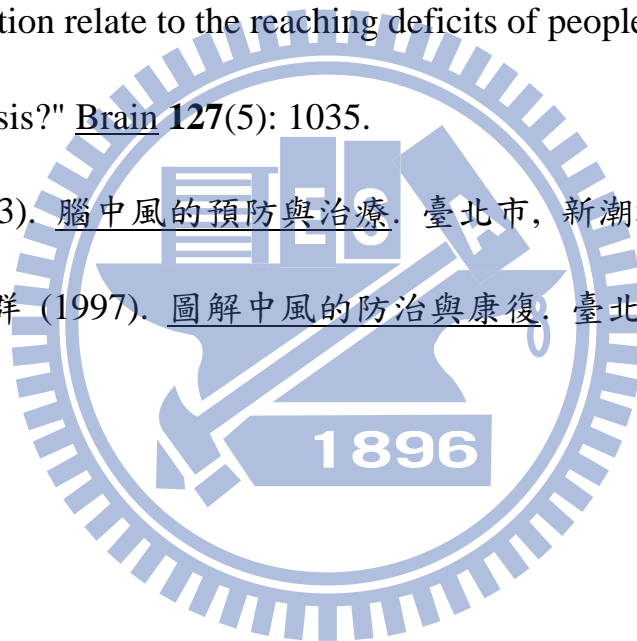 tion relate to the reaching deficits of people
sis?" Brain 127(5): 1035.
3). 腦中風的預防與治療. 臺北市, 新潮
群 (1997). 圖解中風的防治與康復. 臺北
ES
1896